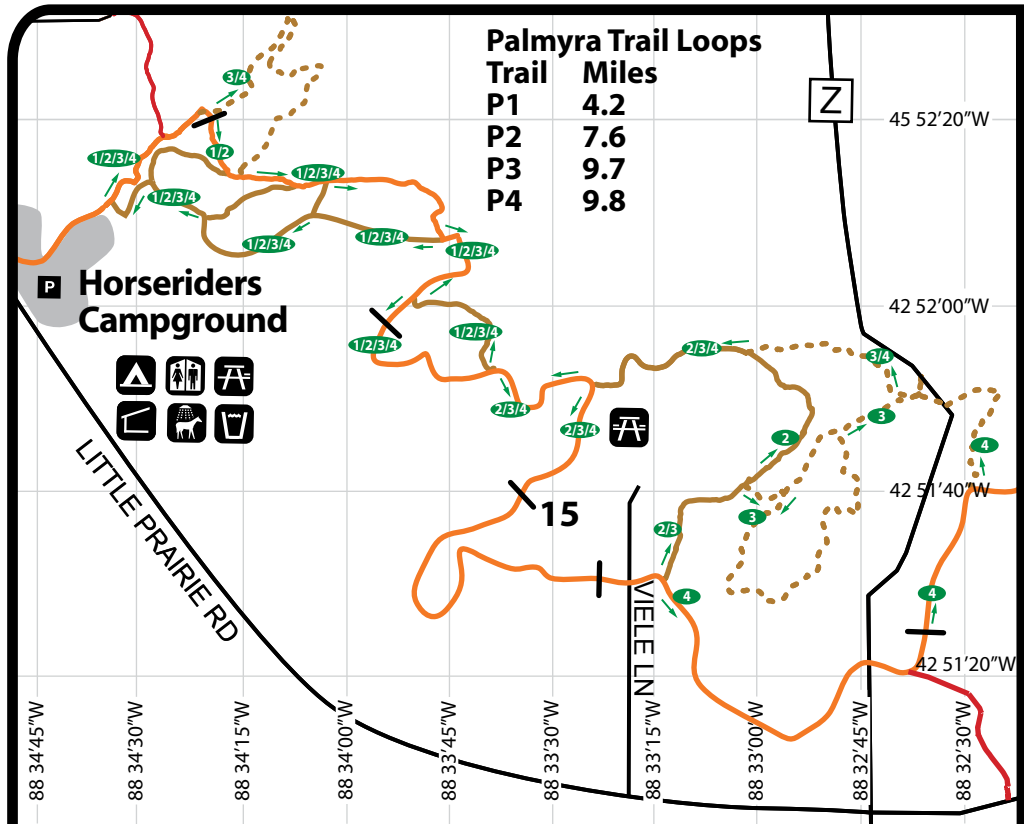 Palmyra Trail Loops
Trail Miles
P1 4.2
P2 7.6
P3 9.7
P4 9.8
Z
45 52'20"W
3/4
1/2
1/2/3/4
1/2/3/4
1/2/3/4
1/2/3/4
1/2/3/4
1/2/3/4
P
Horseriders
Campground
42 52'00"W
1/2/3/4
1/2/3/4
2/3/4
3/4
2/3/4
2/3/4
3
2
4
42 51'40"W
15
3
2/3
4
4
LITTLE PRAIRIE RD
VIELE LN
42 51'20"W
88 34'45"W
88 34'30"W
88 34'15"W
88 34'00"W
88 33'45"W
88 33'30"W
88 33'15"W
88 33'00"W
88 32'45"W
88 32'30"W